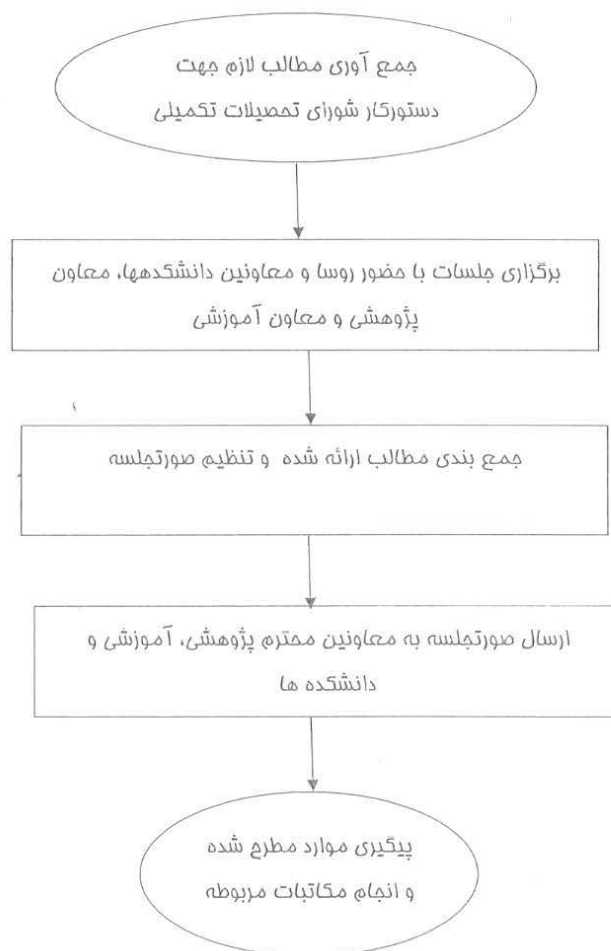 جمع آوری مطالب لازم جهت
دستورکار شورای تحصیلات تکمیلی
برگزاری جلسات با حضور روسا و معاونین دانشکدهها، معاون
پژوهشی و معاون آموزشی
جمع بندی مطالب ارائه شده و تنظیم صورتجلسه
ارسال صورتجلسه به معاونین محترم پژوهشی، آموزشی و
دانشکده ها
پیگیری موارد مطرح شده
و انجام مکاتبات مربوطه